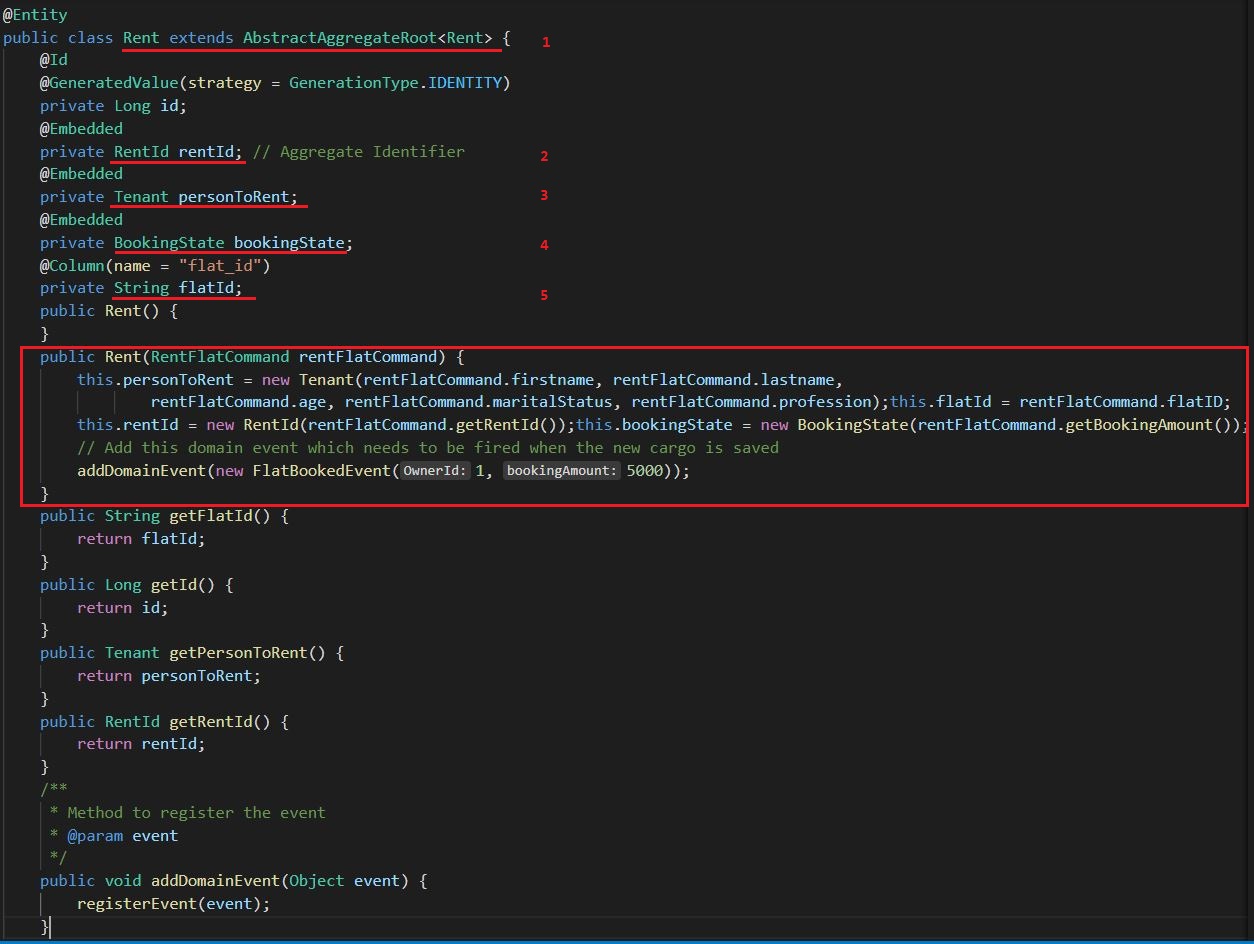 @Entity
public class Rent extends AbstractAggregateRoot<Rent> { 1
@Id
@GeneratedValue(strategy = GenerationType.IDENTITY)
private Long id;
@Embedded
private RentId rentId; // Aggregate Identifier 2
@Embedded
private Tenant personToRent; 3
@Embedded
private BookingState bookingState; 4
@Column(name = "flat_id")
private String flatId; 5
public Rent() {
}
public Rent(RentFlatCommand rentFlatCommand) {
this.personToRent = new Tenant(rentFlatCommand.firstname, rentFlatCommand.lastname,
rentFlatCommand.age, rentFlatCommand.maritalStatus, rentFlatCommand.profession);this.flatId = rentFlatCommand.flatID;
this.rentId = new RentId(rentFlatCommand.getRentId());this.bookingState = new BookingState(rentFlatCommand.getBookingAmount());
// Add this domain event which needs to be fired when the new cargo is saved
addDomainEvent(new FlatBookedEvent(OwnerId: 1, bookingAmount: 5000));
}
public String getFlatId() {
return flatId;
}
public Long getId() {
return id;
}
public Tenant getPersonToRent() {
return personToRent;
}
public RentId getRentId() {
return rentId;
}
/**
* Method to register the event
* @param event
*/
public void addDomainEvent(Object event) {
registerEvent(event);
}